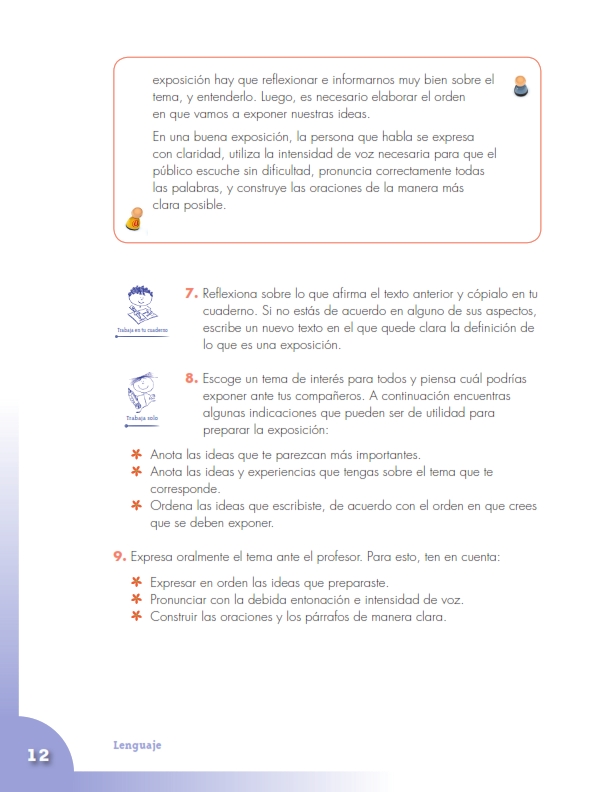 exposición hay que reflexionar e informarnos muy bien sobre el
tema, y entenderlo. Luego, es necesario elaborar el orden
en que vamos a exponer nuestras ideas.
En una buena exposición, la persona que habla se expresa
con claridad, utiliza la intensidad de voz necesaria para que el
público escuche sin dificultad, pronuncia correctamente todas
las palabras, y construye las oraciones de la manera más
clara posible.
Trabaja en tu cuaderno
7. Reflexiona sobre lo que afirma el texto anterior y cópialo en tu
cuaderno. Si no estás de acuerdo en alguno de sus aspectos,
escribe un nuevo texto en el que quede clara la definición de
lo que es una exposición.
Trabaja solo
8. Escoge un tema de interés para todos y piensa cuál podrías
exponer ante tus compañeros. A continuación encuentras
algunas indicaciones que pueden ser de utilidad para
preparar la exposición:
Anota las ideas que te parezcan más importantes.
Anota las ideas y experiencias que tengas sobre el tema que te
corresponde.
Ordena las ideas que escribiste, de acuerdo con el orden en que crees
que se deben exponer.
9. Expresa oralmente el tema ante el profesor. Para esto, ten en cuenta:
Expresar en orden las ideas que preparaste.
Pronunciar con la debida entonación e intensidad de voz.
Construir las oraciones y los párrafos de manera clara.
Lenguaje
12